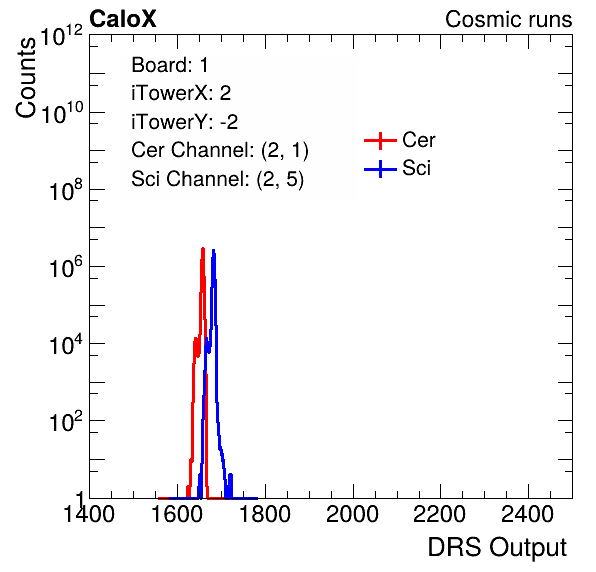 CaloX
Cosmic runs
Counts
10^12
10^10
10^8
10^6
10^4
10^2
1
Board: 1
iTowerX: 2
iTowerY: -2
Cer Channel: (2, 1)
Sci Channel: (2, 5)
Cer
Sci
1400 1600 1800 2000 2200 2400
DRS Output